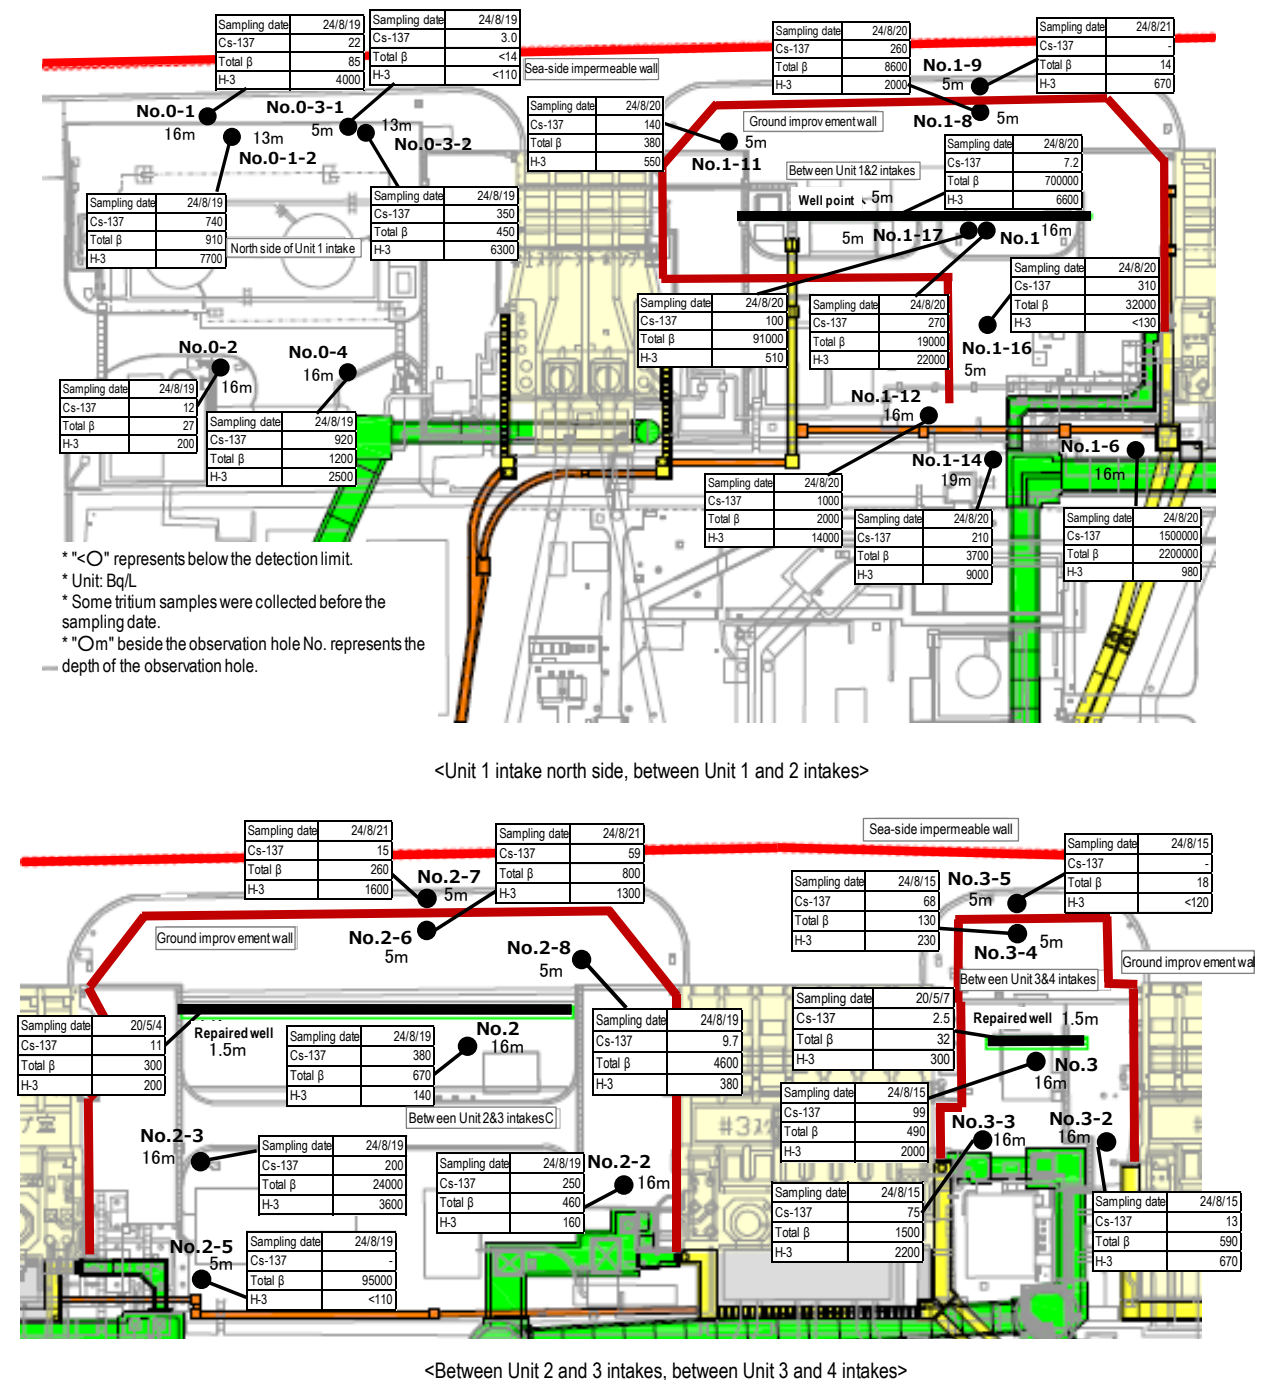 Sampling date 24/8/19
Cs-137 22
Total β 85
H-3 4000
Sampling date 24/8/19
Cs-137 3.0
Total β <14
H-3 <110
Sea-side impermeable wall
Sampling date 24/8/20
Cs-137 260
Total β 8600
H-3 2000
Sampling date 24/8/21
Cs-137 -
Total β 14
H-3 670
No.0-1
16m
No.0-3-1
5m
13m
No.0-1-2
13m
No.0-3-2
Sampling date 24/8/20
Cs-137 140
Total β 380
H-3 550
No.1-9
5m
No.1-8
5m
Ground improvement wall
5m
No.1-11
Sampling date 24/8/20
Cs-137 7.2
Total β 700000
H-3 6600
Between Unit 1&2 intakes
Well point 5m
Sampling date 24/8/19
Cs-137 740
Total β 910
H-3 7700
North side of Unit 1 intake
Sampling date 24/8/19
Cs-137 350
Total β 450
H-3 6300
5m No.1-17
No.1 16m
Sampling date 24/8/20
Cs-137 310
Total β 32000
H-3 <130
Sampling date 24/8/20
Cs-137 100
Total β 91000
H-3 510
Sampling date 24/8/20
Cs-137 270
Total β 19000
H-3 22000
No.1-16
5m
No.0-2
16m
No.0-4
16m
Sampling date 24/8/19
Cs-137 12
Total β 27
H-3 200
Sampling date 24/8/19
Cs-137 920
Total β 1200
H-3 2500
No.1-12
16m
No.1-14
19m
No.1-6
16m
Sampling date 24/8/20
Cs-137 1000
Total β 2000
H-3 14000
Sampling date 24/8/20
Cs-137 210
Total β 3700
H-3 9000
Sampling date 24/8/20
Cs-137 1500000
Total β 2200000
H-3 980
* "<○" represents below the detection limit.
* Unit: Bq/L
* Some tritium samples were collected before the
sampling date.
* "○m" beside the observation hole No. represents the
depth of the observation hole.
<Unit 1 intake north side, between Unit 1 and 2 intakes>
Sampling date 24/8/21
Cs-137 15
Total β 260
H-3 1600
Sampling date 24/8/21
Cs-137 59
Total β 800
H-3 1300
Sea-side impermeable wall
Sampling date 24/8/15
Cs-137 -
Total β 18
H-3 <120
No.2-7
5m
Sampling date 24/8/15
Cs-137 68
Total β 130
H-3 230
No.3-5
5m
Ground improvement wall
No.2-6
5m
No.2-8
5m
No.3-4
5m
Ground improvement wal
Between Unit 3&4 intakes
Sampling date 20/5/4
Cs-137 11
Total β 300
H-3 200
Repaired well
1.5m
Sampling date 24/8/19
Cs-137 380
Total β 670
H-3 140
No.2
16m
Sampling date 24/8/19
Cs-137 9.7
Total β 4600
H-3 380
Sampling date 20/5/7
Cs-137 2.5
Total β 32
H-3 300
Repaired well 1.5m
No.3
16m
Between Unit 2&3 intakesC
Sampling date 24/8/15
Cs-137 99
Total β 490
H-3 2000
No.2-3
16m
Sampling date 24/8/19
Cs-137 200
Total β 24000
H-3 3600
Sampling date 24/8/19
Cs-137 250
Total β 460
H-3 160
No.2-2
16m
No.3-3
16m
No.3-2
16m
Sampling date 24/8/15
Cs-137 75
Total β 1500
H-3 2200
Sampling date 24/8/15
Cs-137 13
Total β 590
H-3 670
No.2-5
5m
Sampling date 24/8/19
Cs-137 -
Total β 95000
H-3 <110
<Between Unit 2 and 3 intakes, between Unit 3 and 4 intakes>